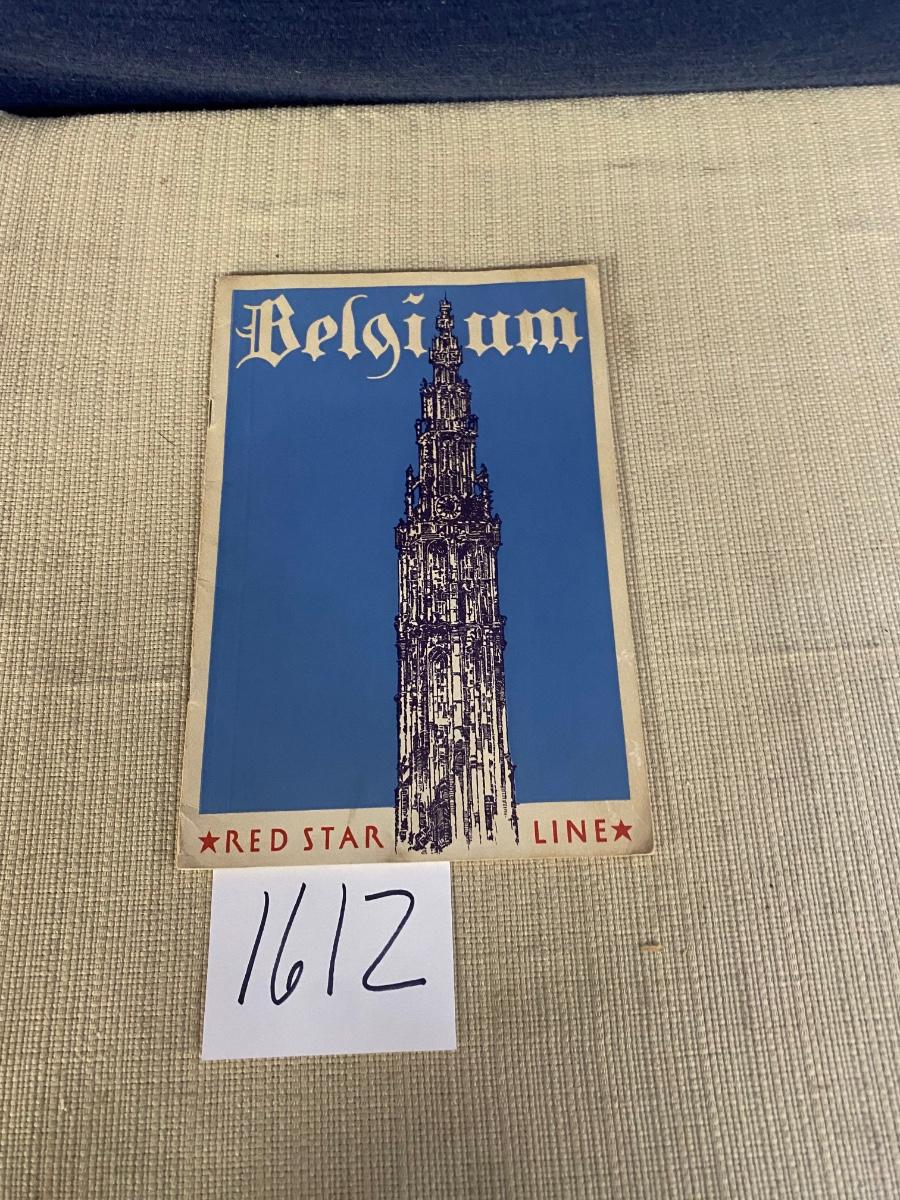 Belgium
★RED STAR LINE★
1612